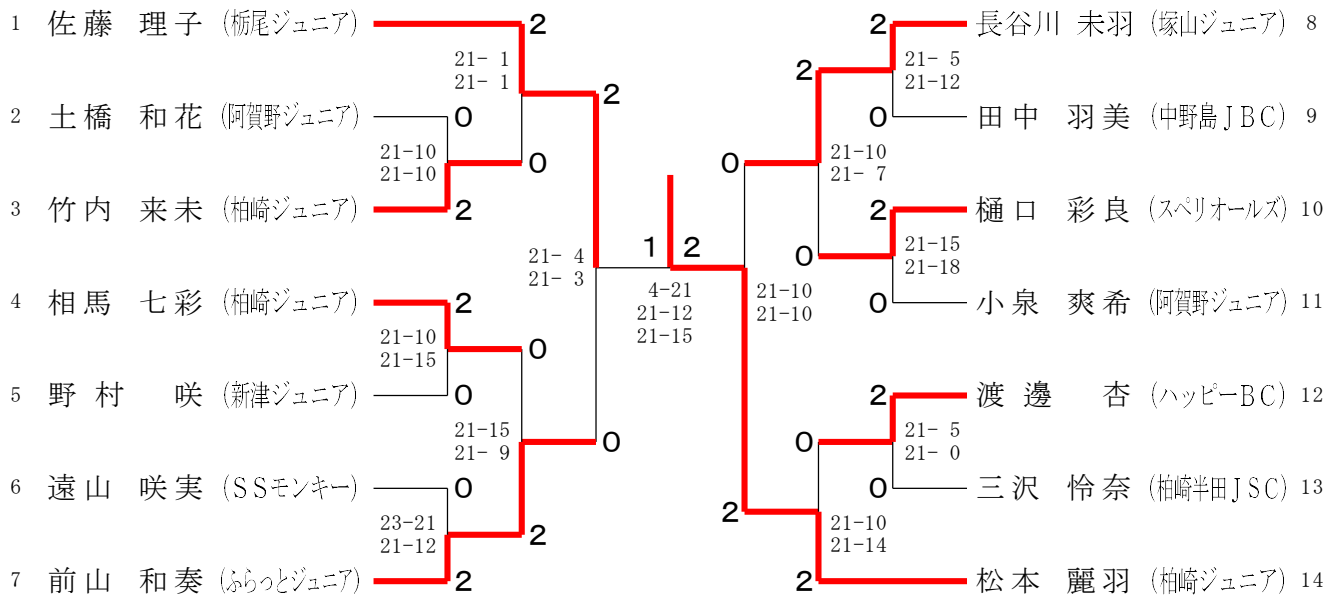 1 佐藤 理子 (栃尾ジュニア) 2
21- 1
21- 1
2
2 土橋 和花 (阿賀野ジュニア) 0
21-10
21-10
0
3 竹内 来未 (柏崎ジュニア) 2
21- 4
21- 3
4 相馬 七彩 (柏崎ジュニア) 2
21-10
21-15
0
5 野村 咲 (新津ジュニア) 0
21-15
21- 9
0
6 遠山 咲実 (SSモンキー) 0
23-21
21-12
2
7 前山 和奏 (ふらっとジュニア) 2
1 2
4-21
21-12
21-15
2 長谷川 未羽 (塚山ジュニア) 8
2
21- 5
21-12
0 田中 羽美 (中野島JBC) 9
0
21-10
21- 7
2 樋口 彩良 (スペリオールズ) 10
0
21-15
21-18
0 小泉 爽希 (阿賀野ジュニア) 11
21-10
21-10
2 渡邊 杏 (ハッピーBC) 12
0
21- 5
21- 0
0 三沢 怜奈 (柏崎半田JSC) 13
2
21-10
21-14
2 松本 麗羽 (柏崎ジュニア) 14